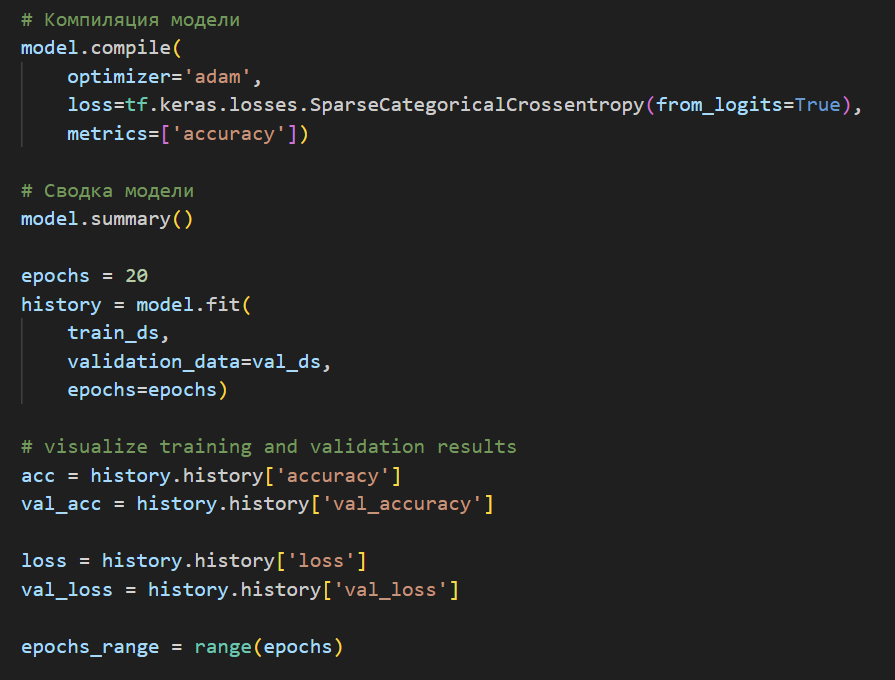 # Компиляция модели
model.compile(
    optimizer='adam',
    loss=tf.keras.losses.SparseCategoricalCrossentropy(from_logits=True),
    metrics=['accuracy'])
# Сводка модели
model.summary()
epochs = 20
history = model.fit(
    train_ds,
    validation_data=val_ds,
    epochs=epochs)
# visualize training and validation results
acc = history.history['accuracy']
val_acc = history.history['val_accuracy']
loss = history.history['loss']
val_loss = history.history['val_loss']
epochs_range = range(epochs)